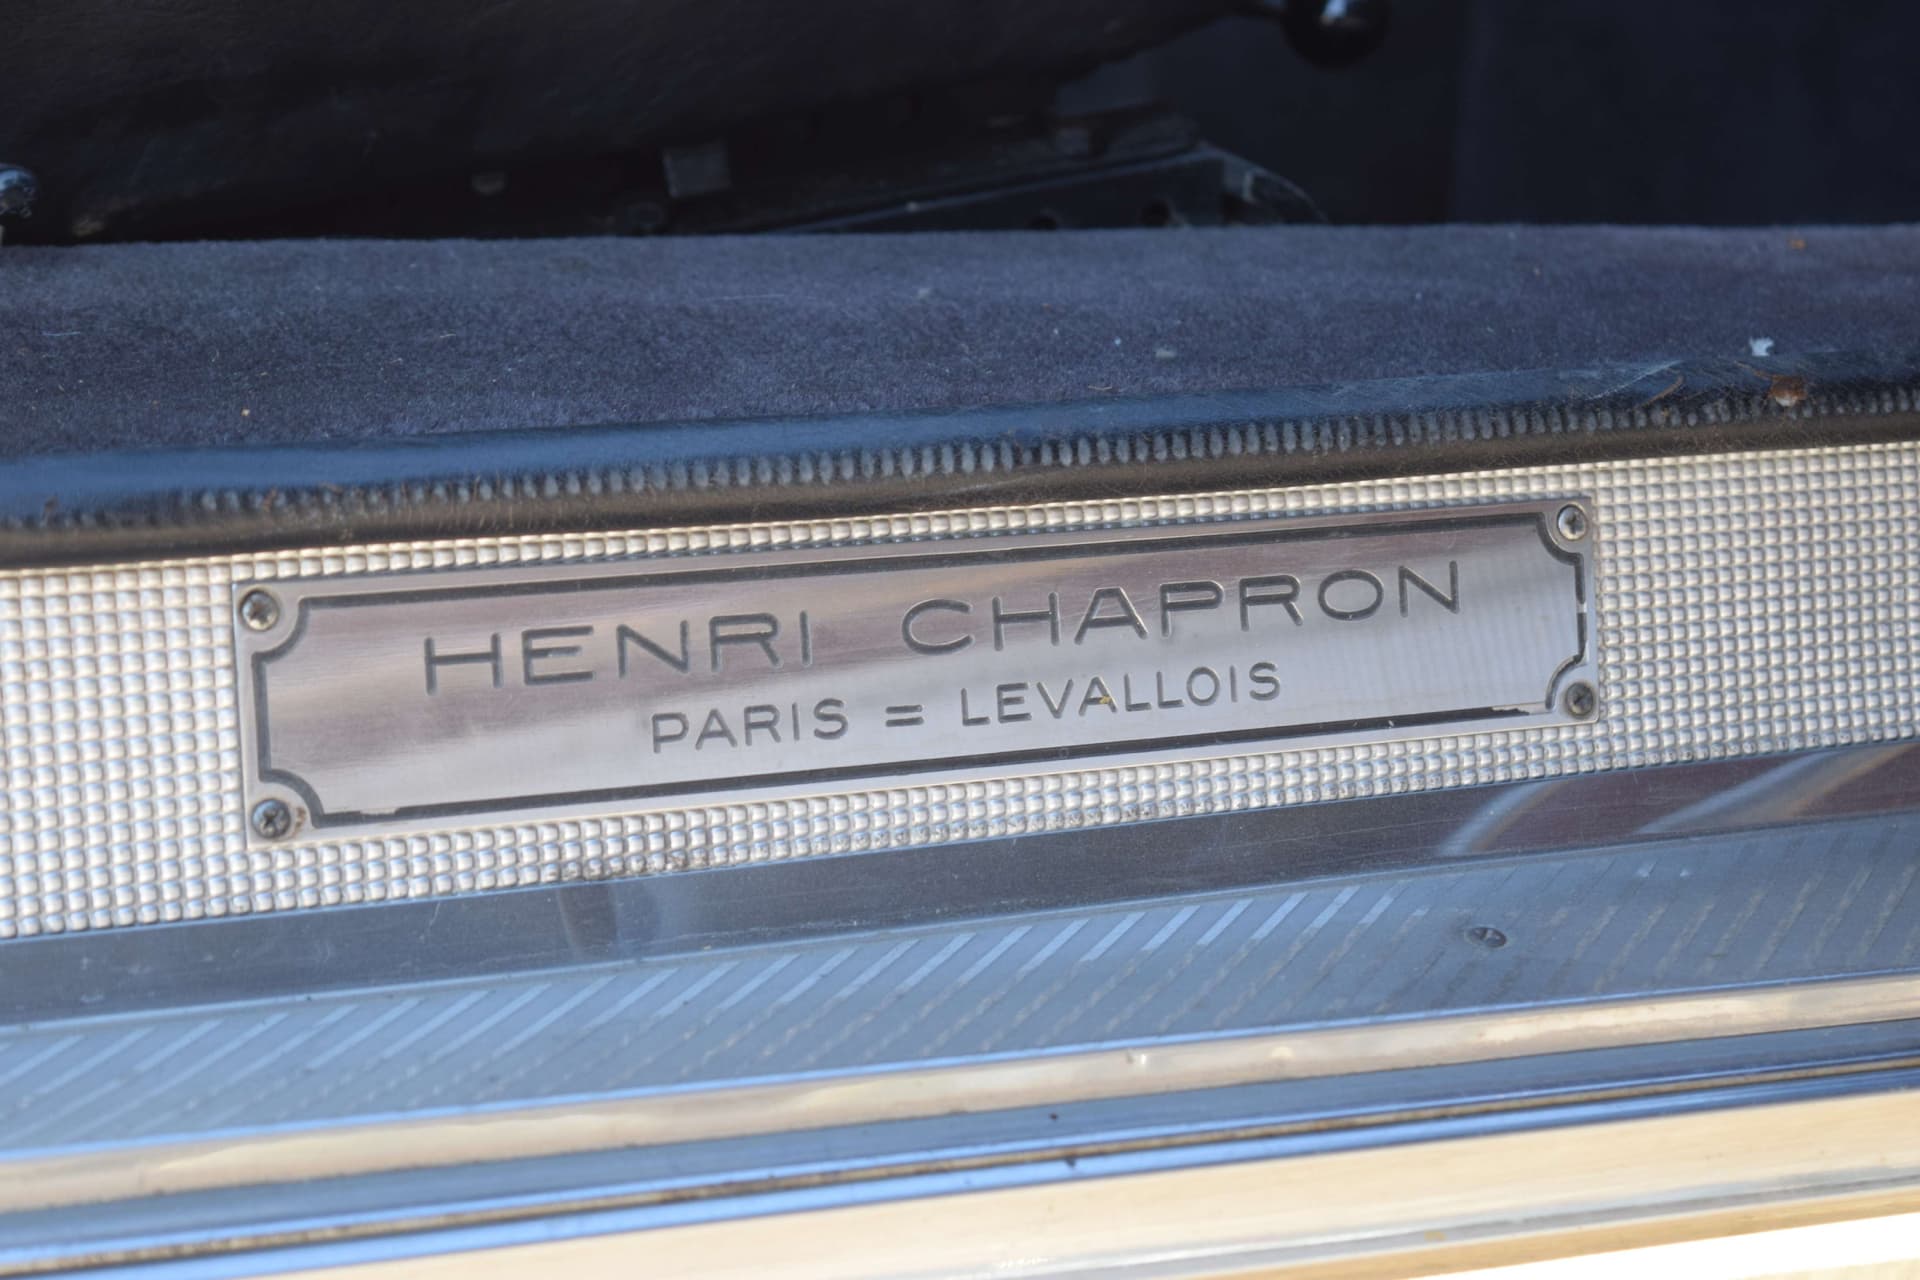 HENRI CHAPRON
PARIS = LEVALLOIS